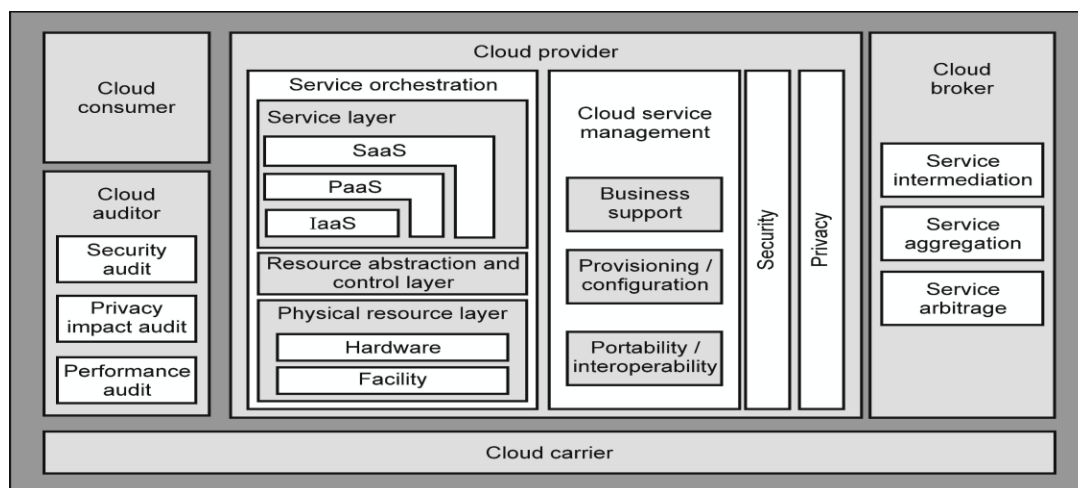 Cloud
consumer
Cloud
auditor
Security
audit
Privacy
impact audit
Performance
audit
Cloud provider
Service orchestration
Service layer
SaaS
PaaS
IaaS
Resource abstraction and
control layer
Physical resource layer
Hardware
Facility
Cloud service
management
Business
support
Provisioning /
configuration
Portability /
interoperability
Security
Privacy
Cloud
broker
Service
intermediation
Service
aggregation
Service
arbitrage
Cloud carrier